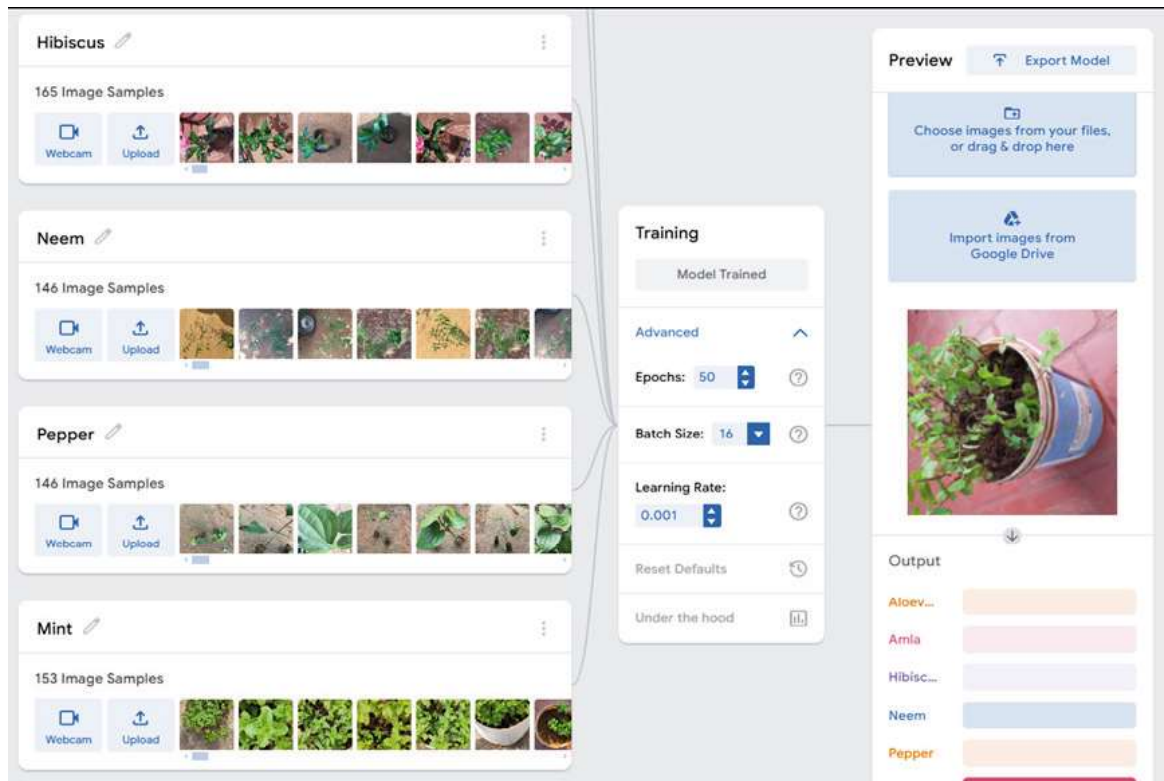 Hibiscus
165 Image Samples
Webcam
Upload
Neem
146 Image Samples
Webcam
Upload
Pepper
146 Image Samples
Webcam
Upload
Mint
153 Image Samples
Webcam
Upload
Training
Model Trained
Advanced
Epochs: 50
Batch Size: 16
Learning Rate:
0.001
Reset Defaults
Under the hood
Preview
Export Model
Choose images from your files,
or drag & drop here
Import images from
Google Drive
Output
Aloev...
Amla
Hibisc...
Neem
Pepper